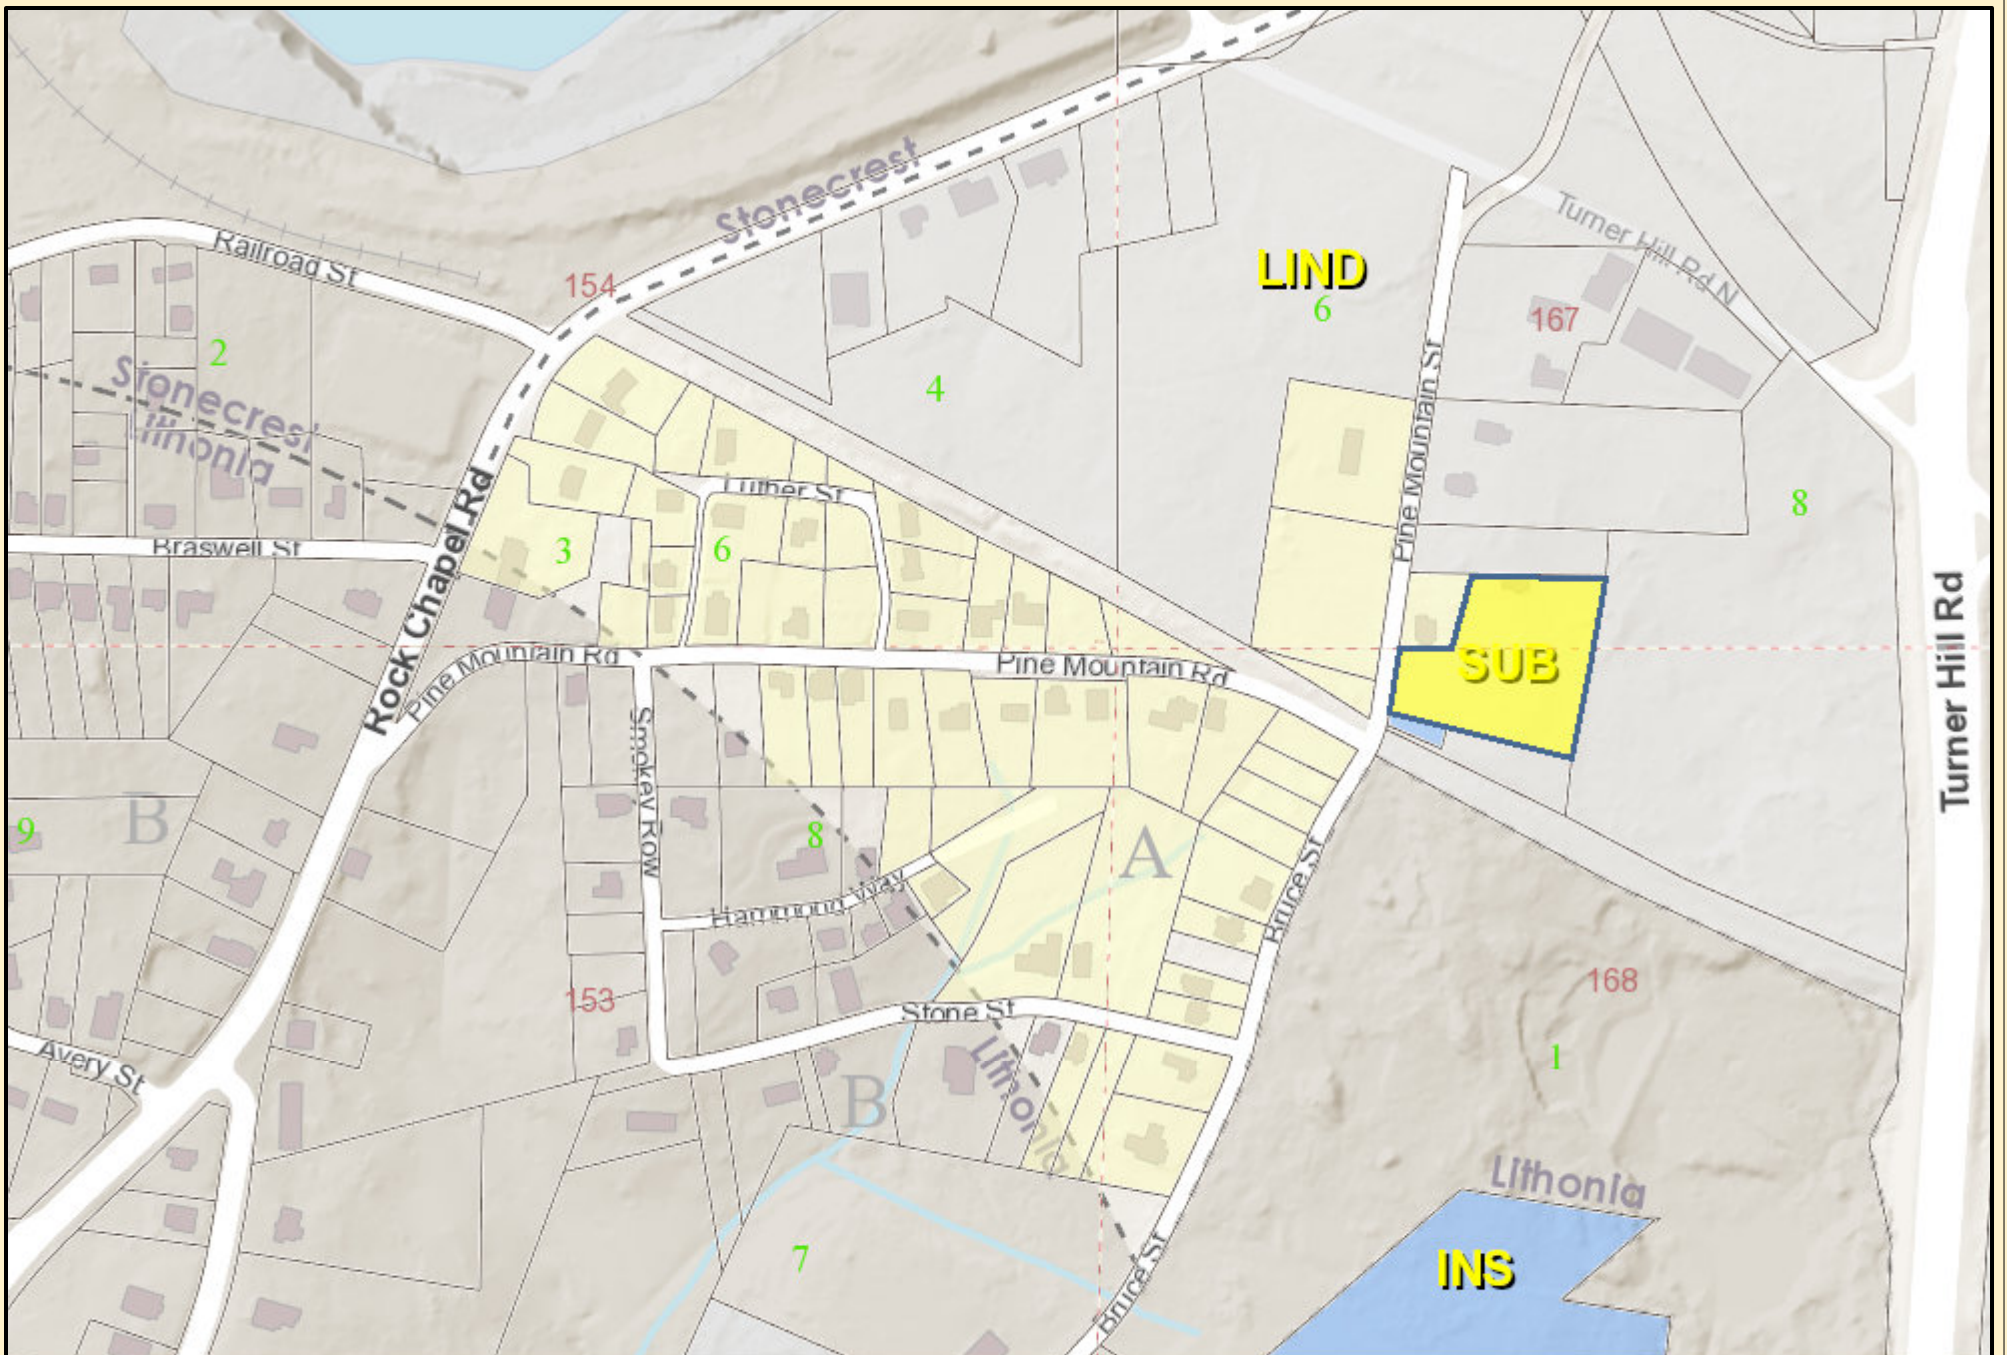 Stonecrest
Railroad St
154
LIND
6
Turner Hill Rd N
167
2
Stonecrest
Lithonia
4
Pine Mountain St
Rock Chapel Rd
Luther St
8
Braswell St
3
6
SUB
Pine Mountain Rd
Pine Mountain Rd
Turner Hill Rd
Smokey Row
9
B
8
A
Hammond Way
Bruce St
153
Stone St
168
Avery St
1
B
Lithonia
Lithonia
7
INS
Bruce St